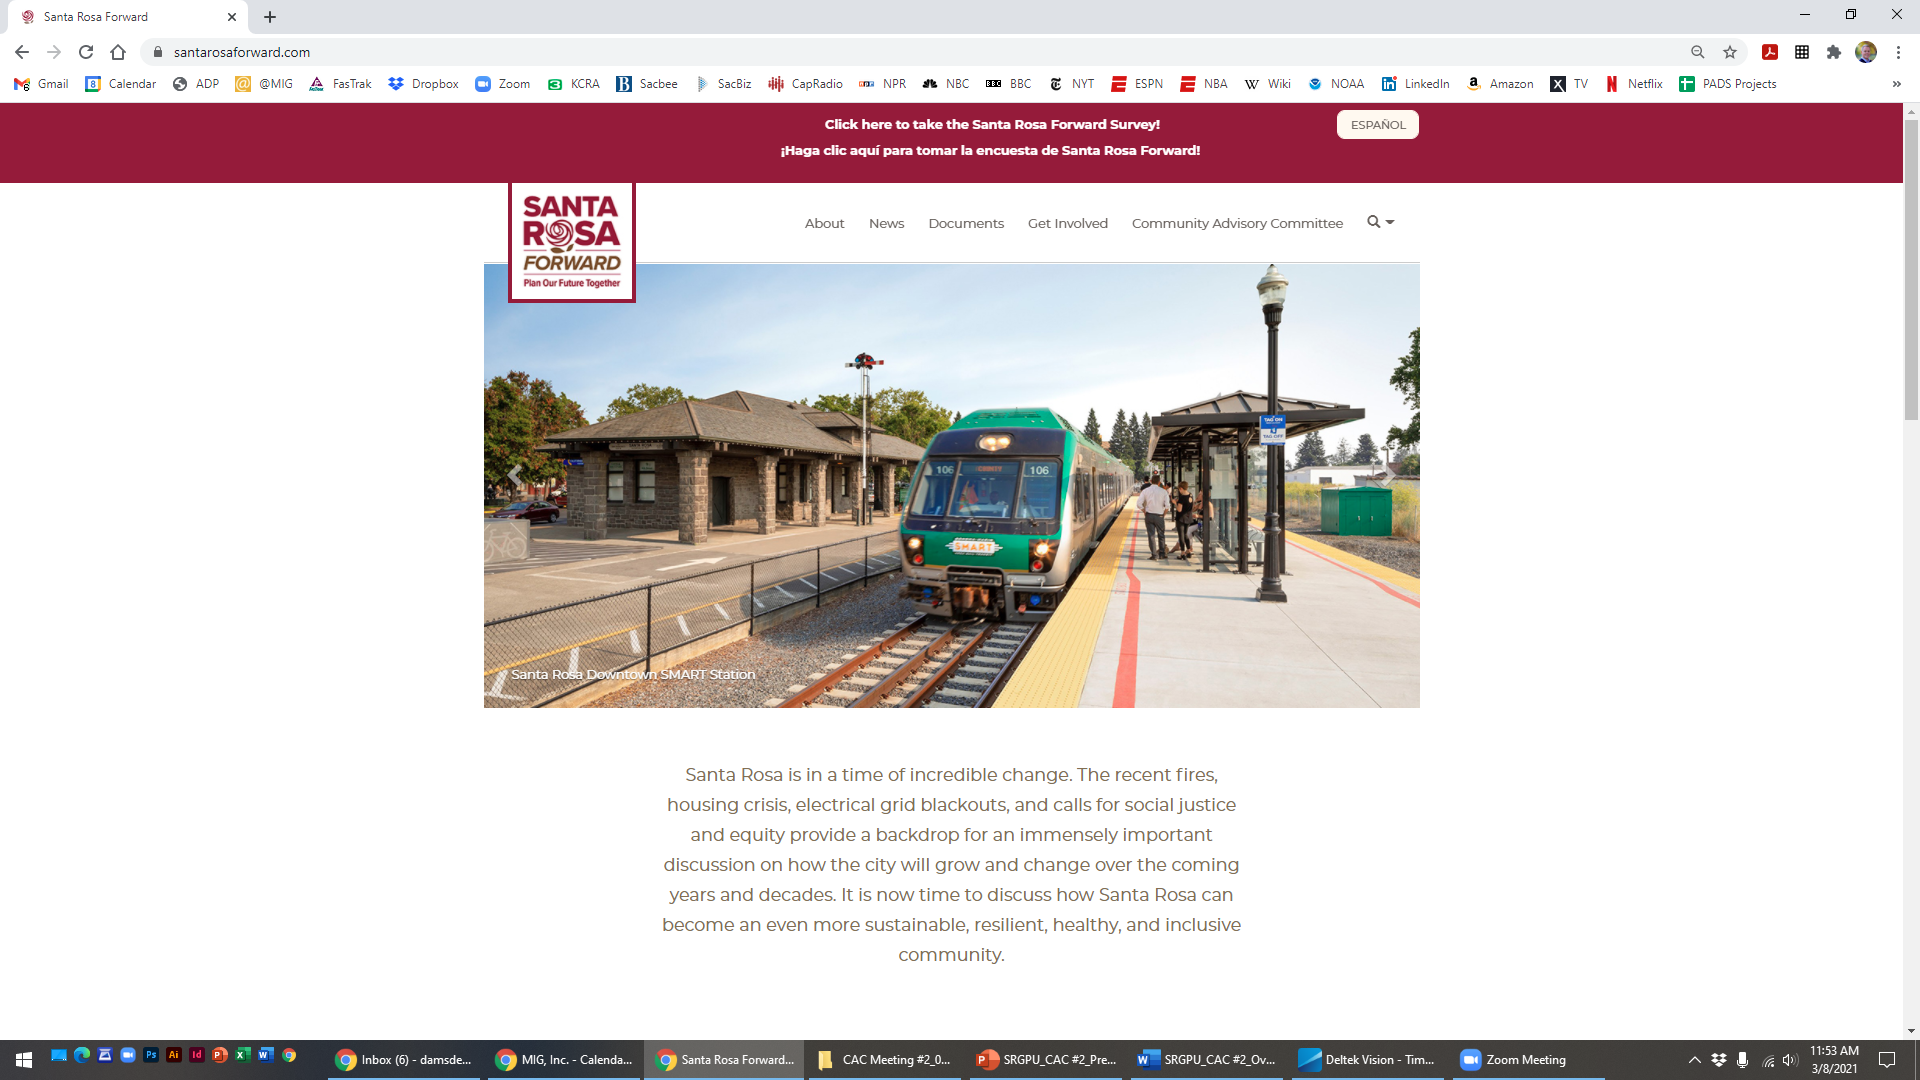 Santa Rosa Forward
santarosaforward.com
Gmail Calendar ADP @MIG FasTrak Dropbox Zoom KCRA Sacbee SacBiz CapRadio NPR NBC BBC NYT ESPN NBA Wiki NOAA LinkedIn Amazon TV Netflix PADS Projects
Click here to take the Santa Rosa Forward Survey!
ESPAÑOL
¡Haga clic aquí para tomar la encuesta de Santa Rosa Forward!
SANTA
ROSA
FORWARD
Plan Our Future Together
About News Documents Get Involved Community Advisory Committee
TAG ON
TAG OFF
106 106
SMART
Santa Rosa Downtown SMART Station
Santa Rosa is in a time of incredible change. The recent fires,
housing crisis, electrical grid blackouts, and calls for social justice
and equity provide a backdrop for an immensely important
discussion on how the city will grow and change over the coming
years and decades. It is now time to discuss how Santa Rosa can
become an even more sustainable, resilient, healthy, and inclusive
community.
Inbox (6) - damsde...
MIG, Inc. - Calenda...
Santa Rosa Forward...
CAC Meeting #2_0...
SRGPU_CAC #2_Pre...
SRGPU_CAC #2_Ov...
Deltek Vision - Tim...
Zoom Meeting
11:53 AM
3/8/2021